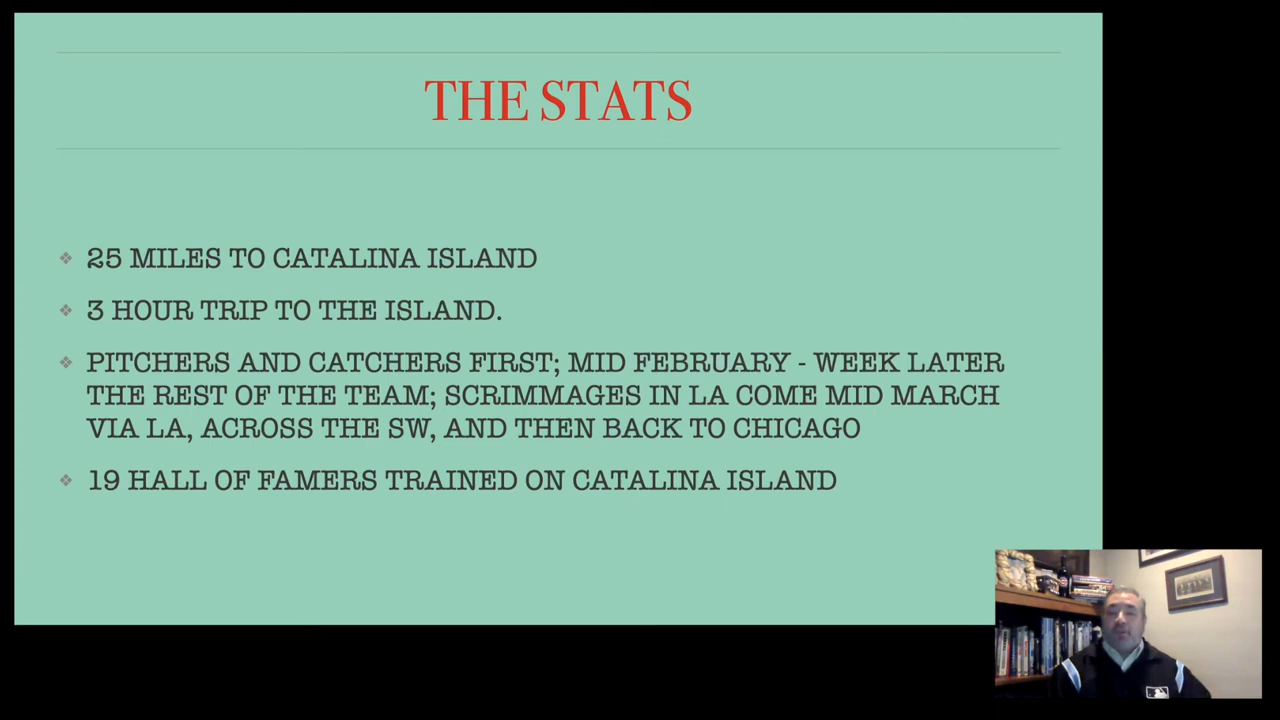 THE STATS
25 MILES TO CATALINA ISLAND
3 HOUR TRIP TO THE ISLAND.
PITCHERS AND CATCHERS FIRST; MID FEBRUARY - WEEK LATER
THE REST OF THE TEAM; SCRIMMAGES IN LA COME MID MARCH
VIA LA, ACROSS THE SW, AND THEN BACK TO CHICAGO
19 HALL OF FAMERS TRAINED ON CATALINA ISLAND